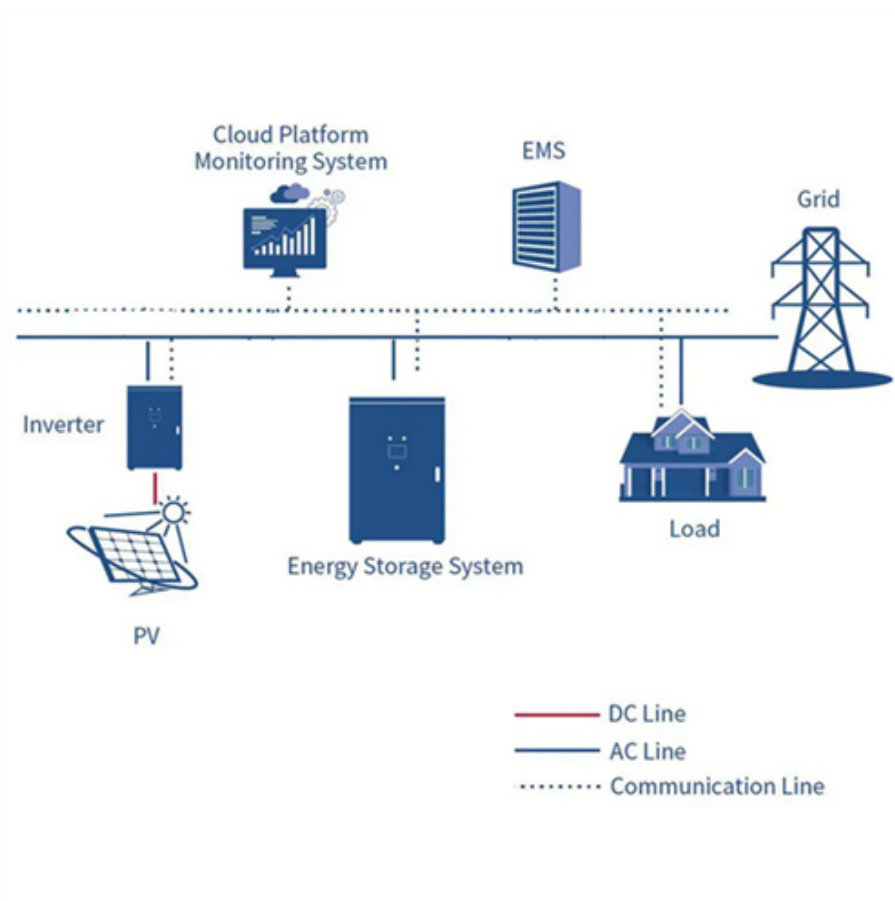 Cloud Platform
Monitoring System
EMS
Grid
Inverter
Load
Energy Storage System
PV
DC Line
AC Line
Communication Line